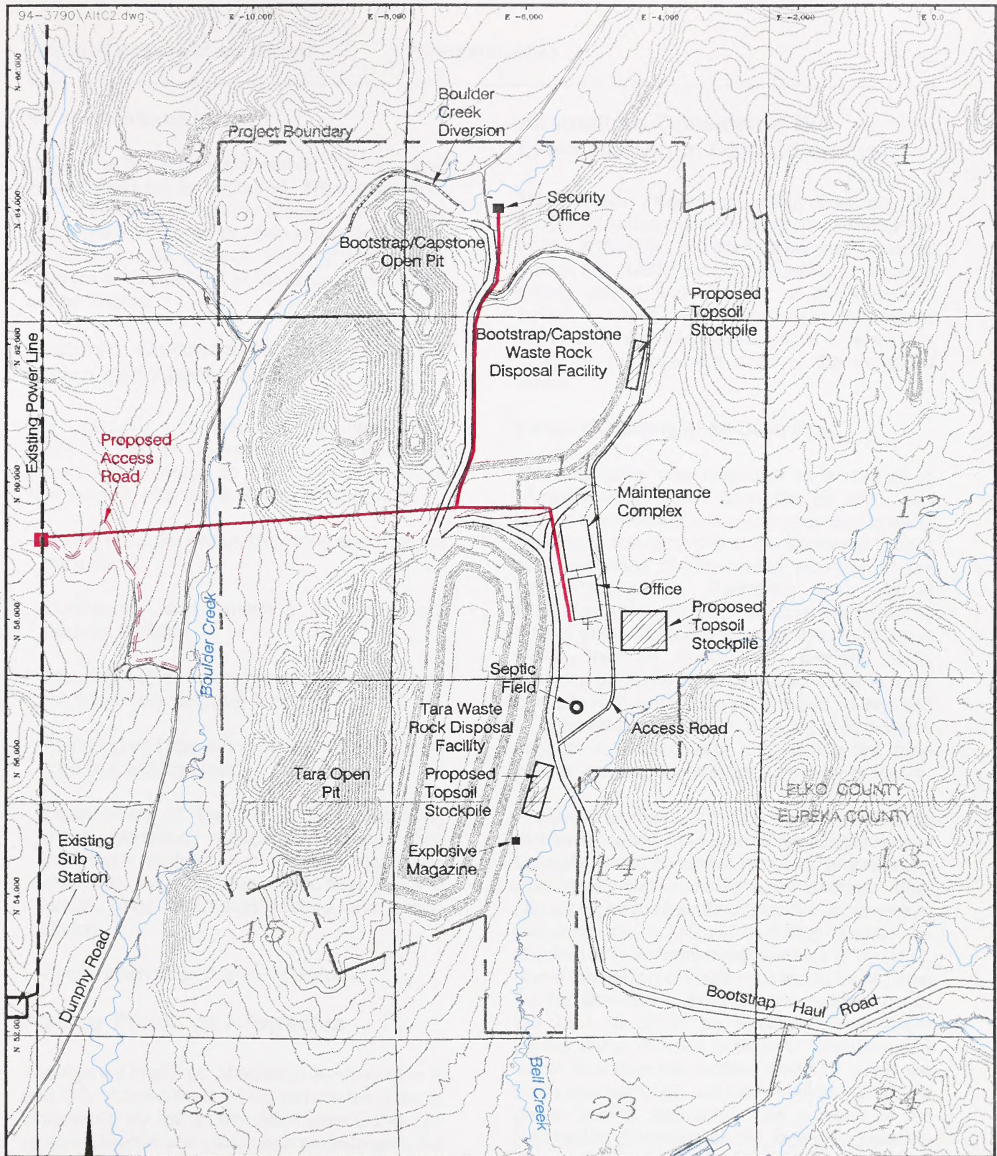 94-3790\AltC2.dwg
E -10,000
E -8,000
E -6,000
E -4,000
E -2,000
E 0.0
N 66,000
Boulder
Creek
Diversion
Project Boundary
3
2
1
N 64,000
Security
Office
Bootstrap/Capstone
Open Pit
Proposed
Topsoil
Stockpile
N 62,000
Existing Power Line
Bootstrap/Capstone
Waste Rock
Disposal Facility
Proposed
Access
Road
N 60,000
10
Maintenance
Complex
12
Office
N 58,000
Boulder Creek
Proposed
Topsoil
Stockpile
Septic
Field
Tara Waste
Rock Disposal
Facility
Access Road
N 56,000
Tara Open
Pit
Proposed
Topsoil
Stockpile
ELKO COUNTY
EUREKA COUNTY
Existing
Sub
Station
Explosive
Magazine
14
13
N 54,000
15
Dunphy Road
Bootstrap Haul Road
N 52,000
Bell Creek
22
23
24